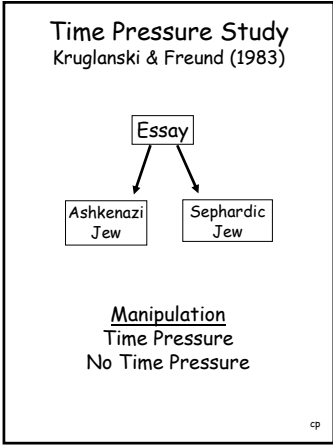 Time Pressure Study
Kruglanski & Freund (1983)
Essay
Ashkenazi
Jew
Sephardic
Jew
Manipulation
Time Pressure
No Time Pressure
cp